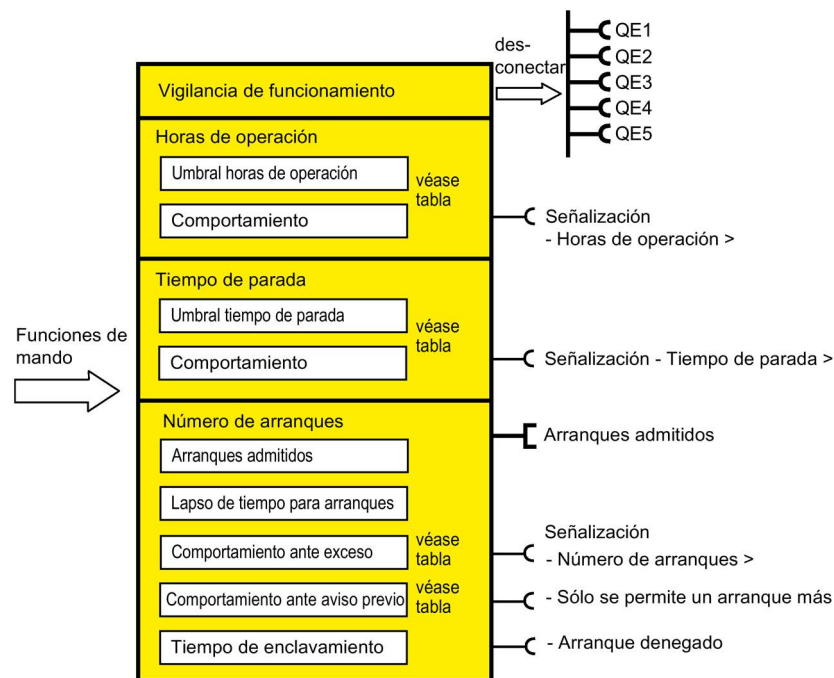 des-
conectar
QE1
QE2
QE3
QE4
QE5
Vigilancia de funcionamiento
Horas de operación
Umbral horas de operación
Comportamiento
véase
tabla
Señalización
- Horas de operación >
Tiempo de parada
Umbral tiempo de parada
Comportamiento
véase
tabla
Señalización - Tiempo de parada >
Funciones de
mando
Número de arranques
Arranques admitidos
Arranques admitidos
Lapso de tiempo para arranques
Comportamiento ante exceso
véase
tabla
Señalización
- Número de arranques >
Comportamiento ante aviso previo
véase
tabla
- Sólo se permite un arranque más
Tiempo de enclavamiento
- Arranque denegado